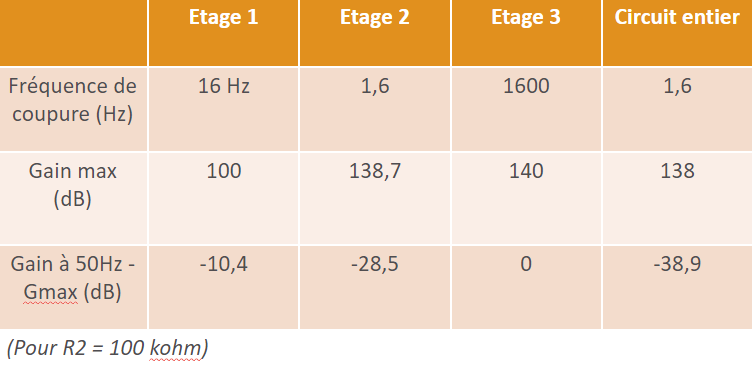 Etage 1 Etage 2 Etage 3 Circuit entier
Fréquence de coupure (Hz) 16 Hz 1,6 1600 1,6
Gain max (dB) 100 138,7 140 138
Gain à 50Hz - Gmax (dB) -10,4 -28,5 0 -38,9
(Pour R2 = 100 kohm)